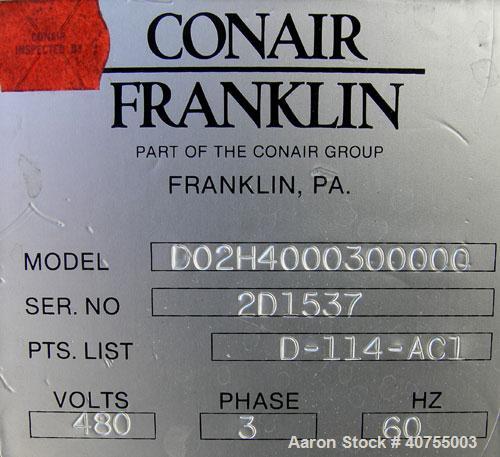 CONAIR
INSPECTED BY
CONAIR
FRANKLIN
PART OF THE CONAIR GROUP
FRANKLIN, PA.
MODEL D02H4000300000
SER. NO 2D1537
PTS. LIST D-114-AC1
VOLTS PHASE HZ
480 3 60
Aaron Stock # 40755003